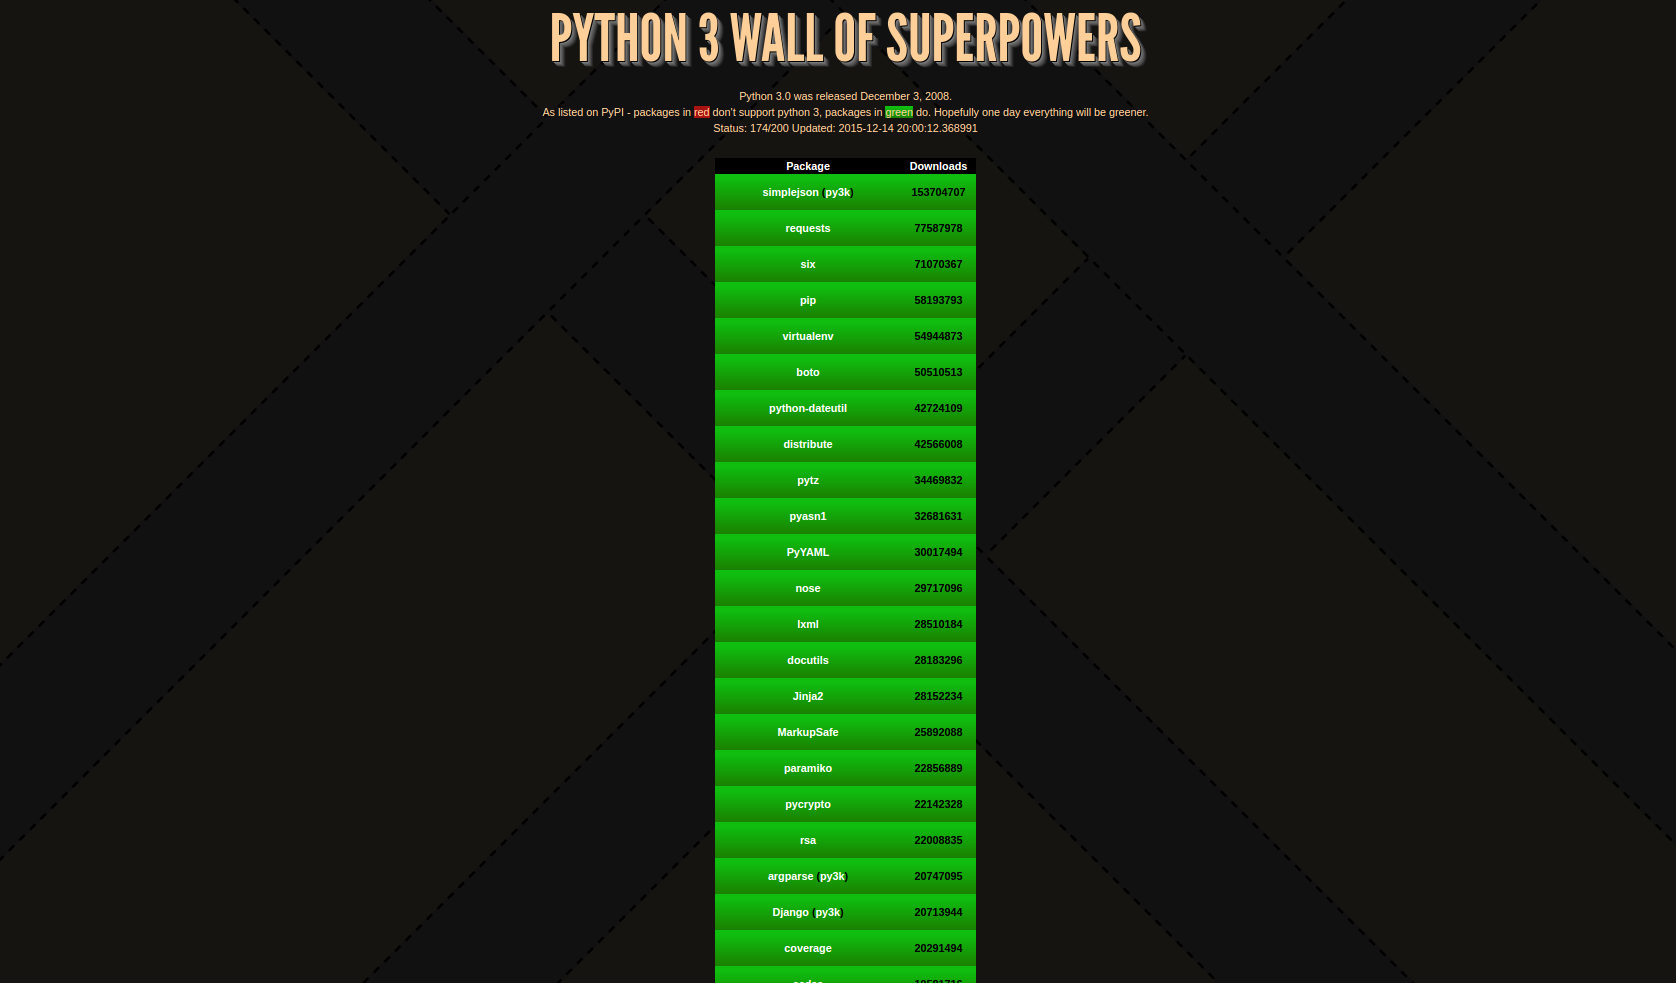 PYTHON 3 WALL OF SUPERPOWERS
Python 3.0 was released December 3, 2008.
As listed on PyPI - packages in red don't support python 3, packages in green do. Hopefully one day everything will be greener.
Status: 174/200 Updated: 2015-12-14 20:00:12.368991
Package Downloads
simplejson (py3k) 153704707
requests 77587978
six 71070367
pip 58193793
virtualenv 54944873
boto 50510513
python-dateutil 42724109
distribute 42566008
pytz 34469832
pyasn1 32681631
PyYAML 30017494
nose 29717096
lxml 28510184
docutils 28183296
Jinja2 28152234
MarkupSafe 25892088
paramiko 22856889
pycrypto 22142328
rsa 22008835
argparse (py3k) 20747095
Django (py3k) 20713944
coverage 20291494